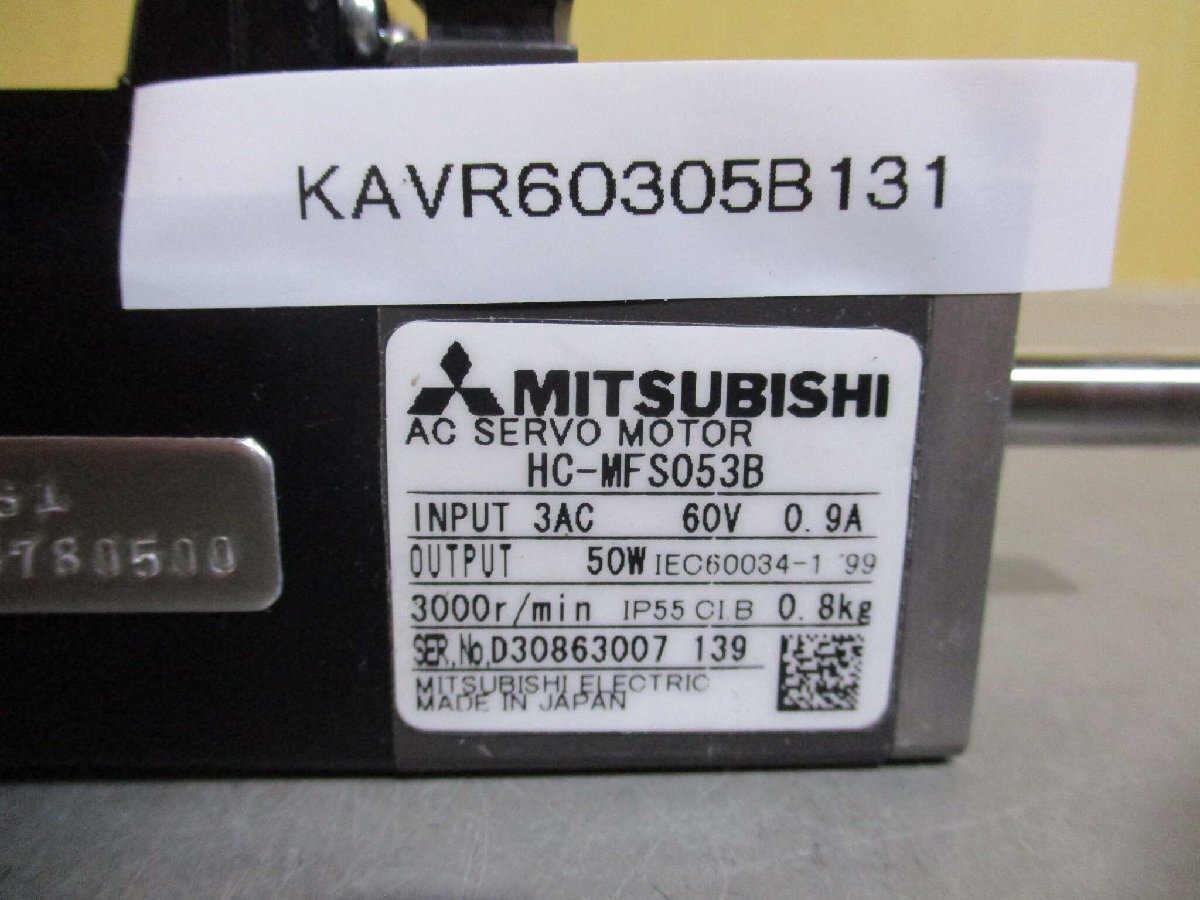 KAVR60305B131
MITSUBISHI
AC SERVO MOTOR
HC-MFS053B
INPUT 3AC 60V 0.9A
OUTPUT 50W IEC60034-1 '99
3000r/min IP55 CI.B 0.8kg
SER.No.D30863007 139
MITSUBISHI ELECTRIC
MADE IN JAPAN
780500